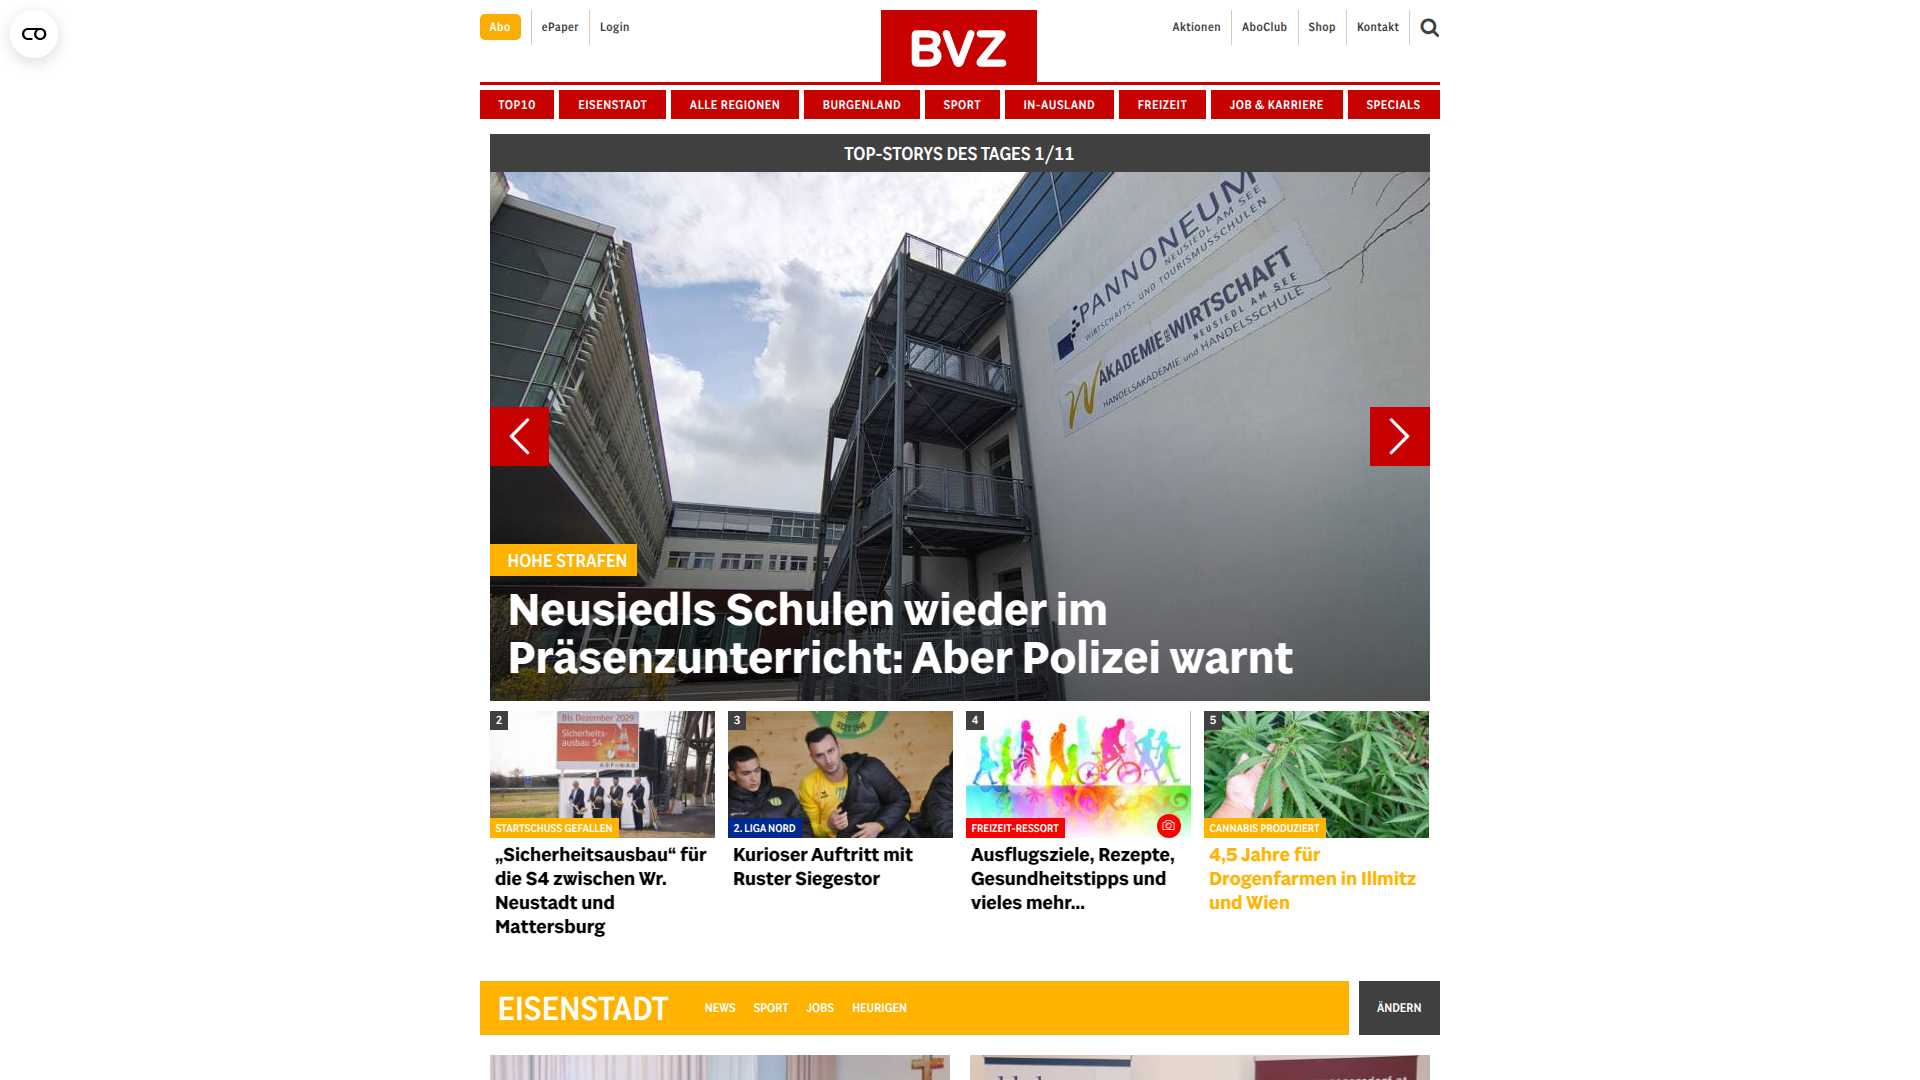 Abo
ePaper
Login
BVZ
Aktionen
AboClub
Shop
Kontakt
TOP10
EISENSTADT
ALLE REGIONEN
BURGENLAND
SPORT
IN-AUSLAND
FREIZEIT
JOB & KARRIERE
SPECIALS
TOP-STORYS DES TAGES 1/11
PANNONEUM
NEUSIEDL AM SEE
WIRTSCHAFTS- UND TOURISMUSSCHULEN
AKADEMIE DER WIRTSCHAFT
NEUSIEDL AM SEE
HANDELSAKADEMIE und HANDELSSCHULE
HOHE STRAFEN
Neusiedls Schulen wieder im
Präsenzunterricht: Aber Polizei warnt
2
Bis Dezember 2029
Sicherheits-
ausbau S4
ASFINAG
STARTSCHUSS GEFALLEN
„Sicherheitsausbau“ für
die S4 zwischen Wr.
Neustadt und
Mattersburg
3
2. LIGA NORD
Kurioser Auftritt mit
Ruster Siegestor
4
FREIZEIT-RESSORT
Ausflugsziele, Rezepte,
Gesundheitstipps und
vieles mehr...
5
CANNABIS PRODUZIERT
4,5 Jahre für
Drogenfarmen in Illmitz
und Wien
EISENSTADT
NEWS
SPORT
JOBS
HEURIGEN
ÄNDERN